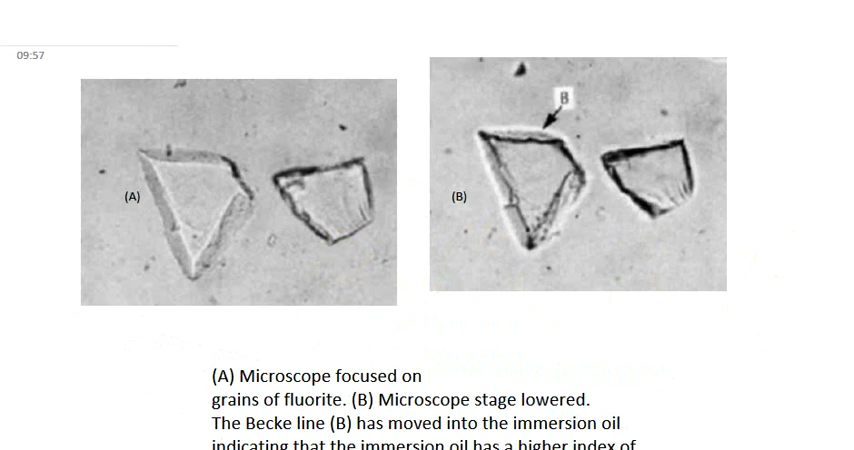 09:57
B
(A)
(B)
(A) Microscope focused on
grains of fluorite. (B) Microscope stage lowered.
The Becke line (B) has moved into the immersion oil
indicating that the immersion oil has a higher index of